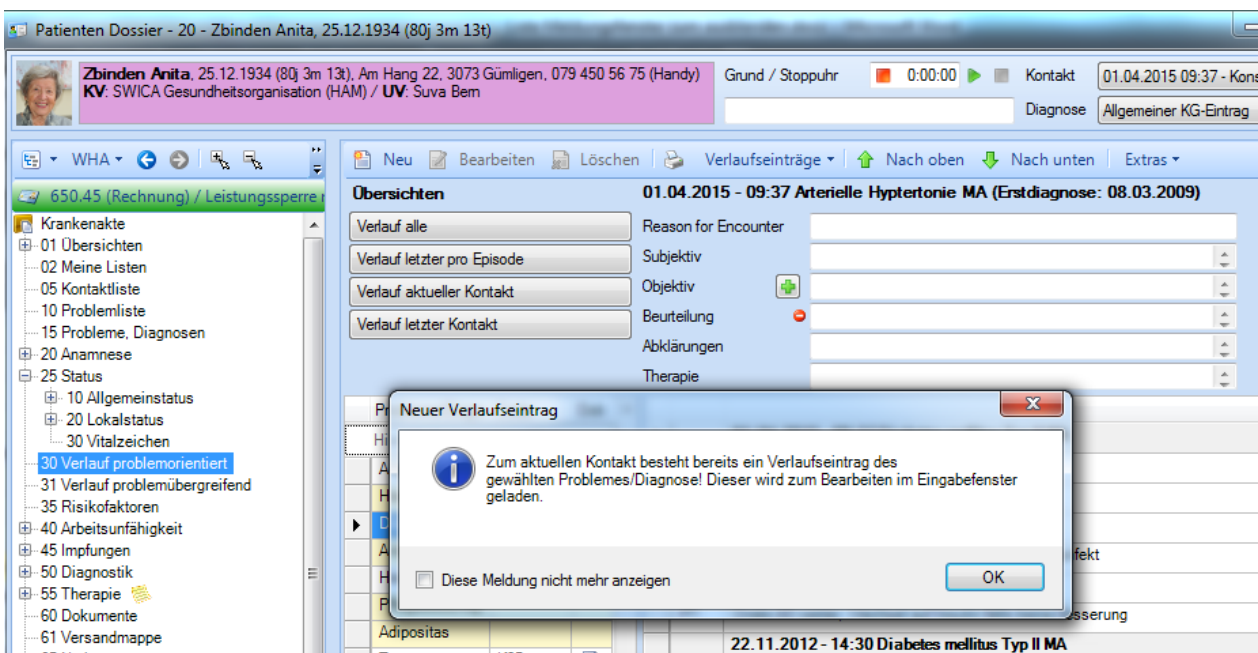 Patienten Dossier - 20 - Zbinden Anita, 25.12.1934 (80j 3m 13t)
Zbinden Anita, 25.12.1934 (80j 3m 13t), Am Hang 22, 3073 Gümligen, 079 450 56 75 (Handy)
KV: SWICA Gesundheitsorganisation (HAM) / UV: Suva Bern
Grund / Stoppuhr 0:00:00 Kontakt 01.04.2015 09:37 - Kons
Diagnose Allgemeiner KG-Eintrag
WHA
Neu Bearbeiten Löschen Verlaufseinträge Nach oben Nach unten Extras
650.45 (Rechnung) / Leistungssperre
Krankenakte
01 Übersichten
02 Meine Listen
05 Kontaktliste
10 Problemliste
15 Probleme, Diagnosen
20 Anamnese
25 Status
10 Allgemeinstatus
20 Lokalstatus
30 Vitalzeichen
30 Verlauf problemorientiert
31 Verlauf problemübergreifend
35 Risikofaktoren
40 Arbeitsunfähigkeit
45 Impfungen
50 Diagnostik
55 Therapie
60 Dokumente
61 Versandmappe
Übersichten
Verlauf alle
Verlauf letzter pro Episode
Verlauf aktueller Kontakt
Verlauf letzter Kontakt
01.04.2015 - 09:37 Arterielle Hyptertonie MA (Erstdiagnose: 08.03.2009)
Reason for Encounter
Subjektiv
Objektiv
Beurteilung
Abklärungen
Therapie
Neuer Verlaufseintrag
Zum aktuellen Kontakt besteht bereits ein Verlaufseintrag des
gewählten Problemes/Diagnose! Dieser wird zum Bearbeiten im Eingabefenster
geladen.
Diese Meldung nicht mehr anzeigen
OK
Adipositas
22.11.2012 - 14:30 Diabetes mellitus Typ II MA